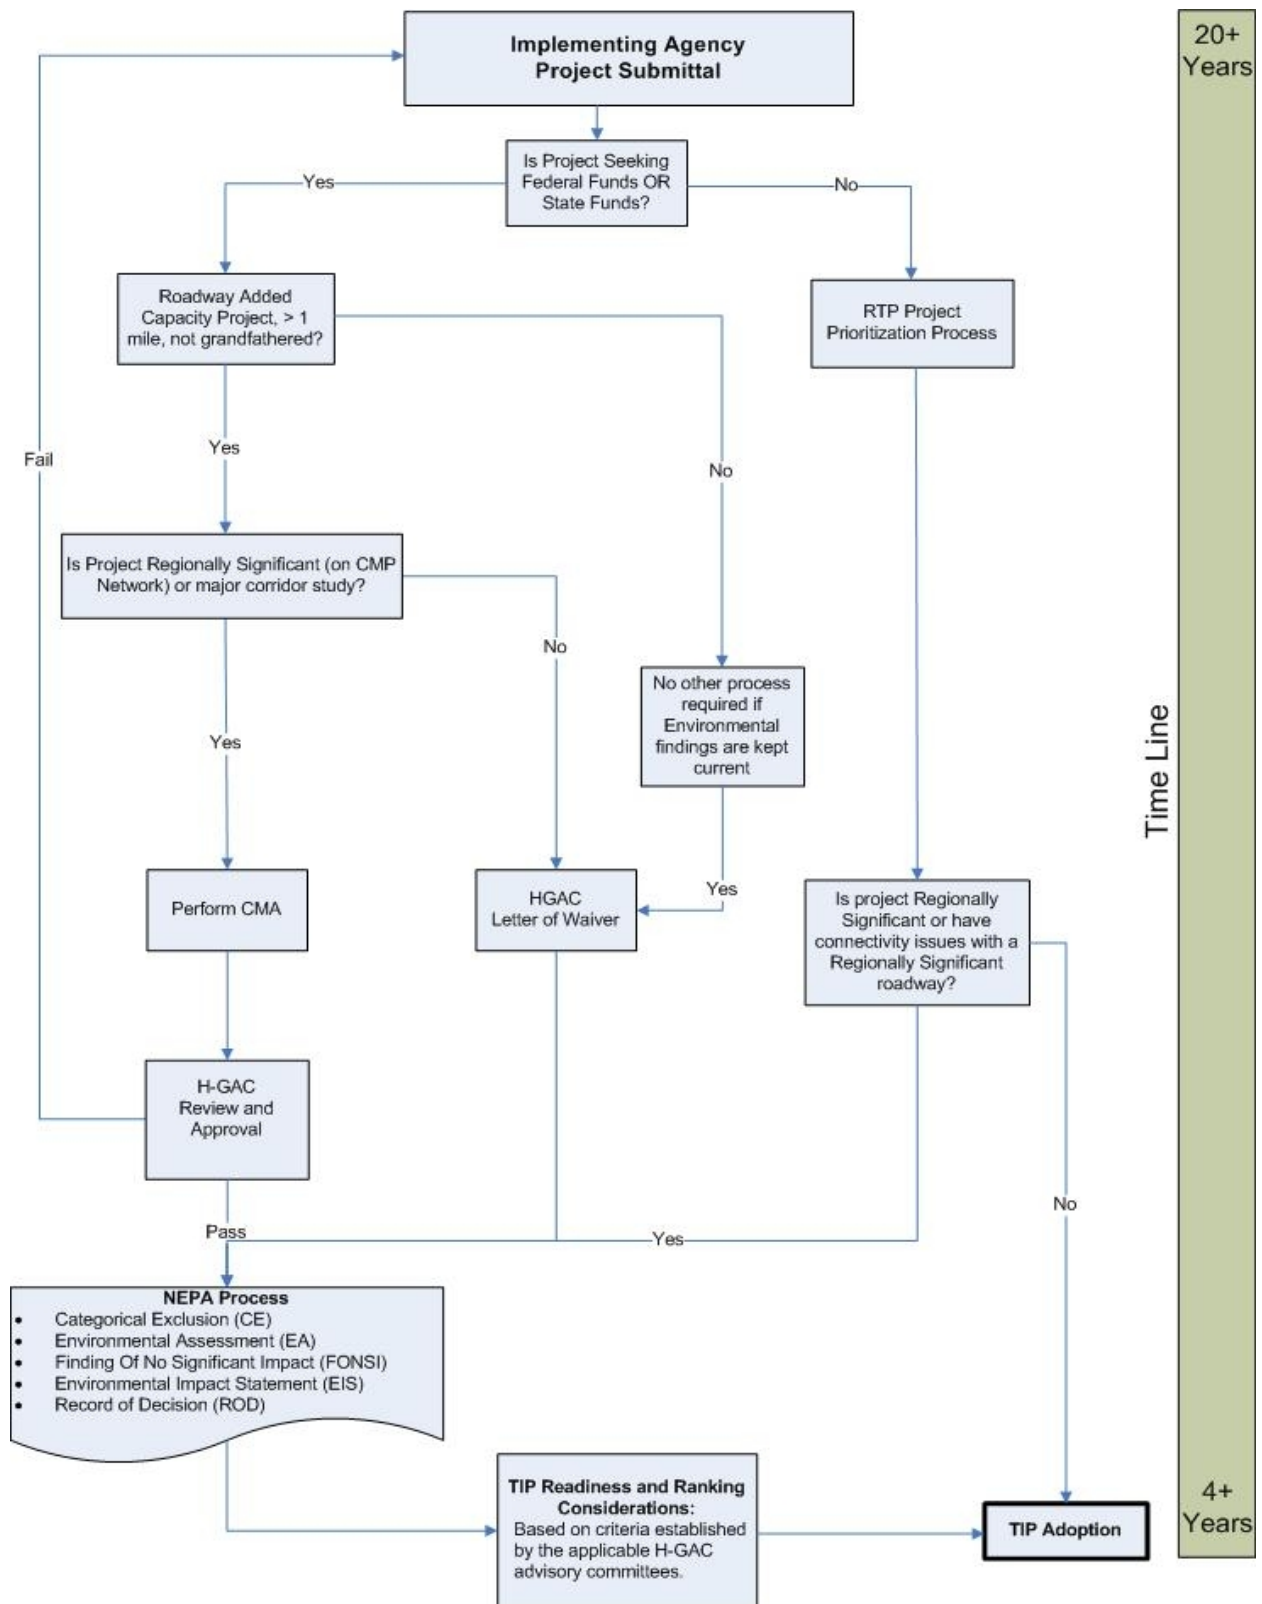 Implementing Agency
Project Submittal
20+
Years
Is Project Seeking
Federal Funds OR
State Funds?
Yes
No
Roadway Added
Capacity Project, > 1
mile, not grandfathered?
RTP Project
Prioritization Process
Yes
Fail
No
Is Project Regionally Significant (on CMP
Network) or major corridor study?
No
No other process
required if
Environmental
findings are kept
current
Yes
Time Line
Perform CMA
HGAC
Letter of Waiver
Yes
Is project Regionally
Significant or have
connectivity issues with a
Regionally Significant
roadway?
H-GAC
Review and
Approval
No
Pass
Yes
NEPA Process
• Categorical Exclusion (CE)
• Environmental Assessment (EA)
• Finding Of No Significant Impact (FONSI)
• Environmental Impact Statement (EIS)
• Record of Decision (ROD)
TIP Readiness and Ranking
Considerations:
Based on criteria established
by the applicable H-GAC
advisory committees.
TIP Adoption
4+
Years